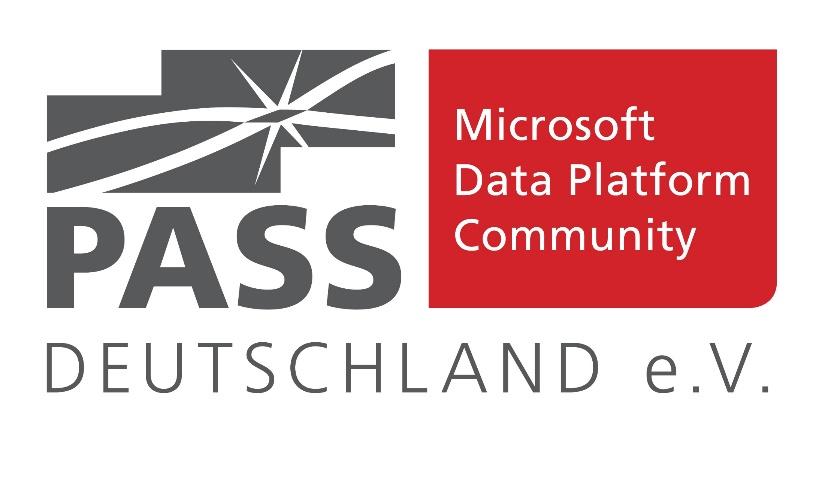 PASS
Microsoft
Data Platform
Community
DEUTSCHLAND e.V.